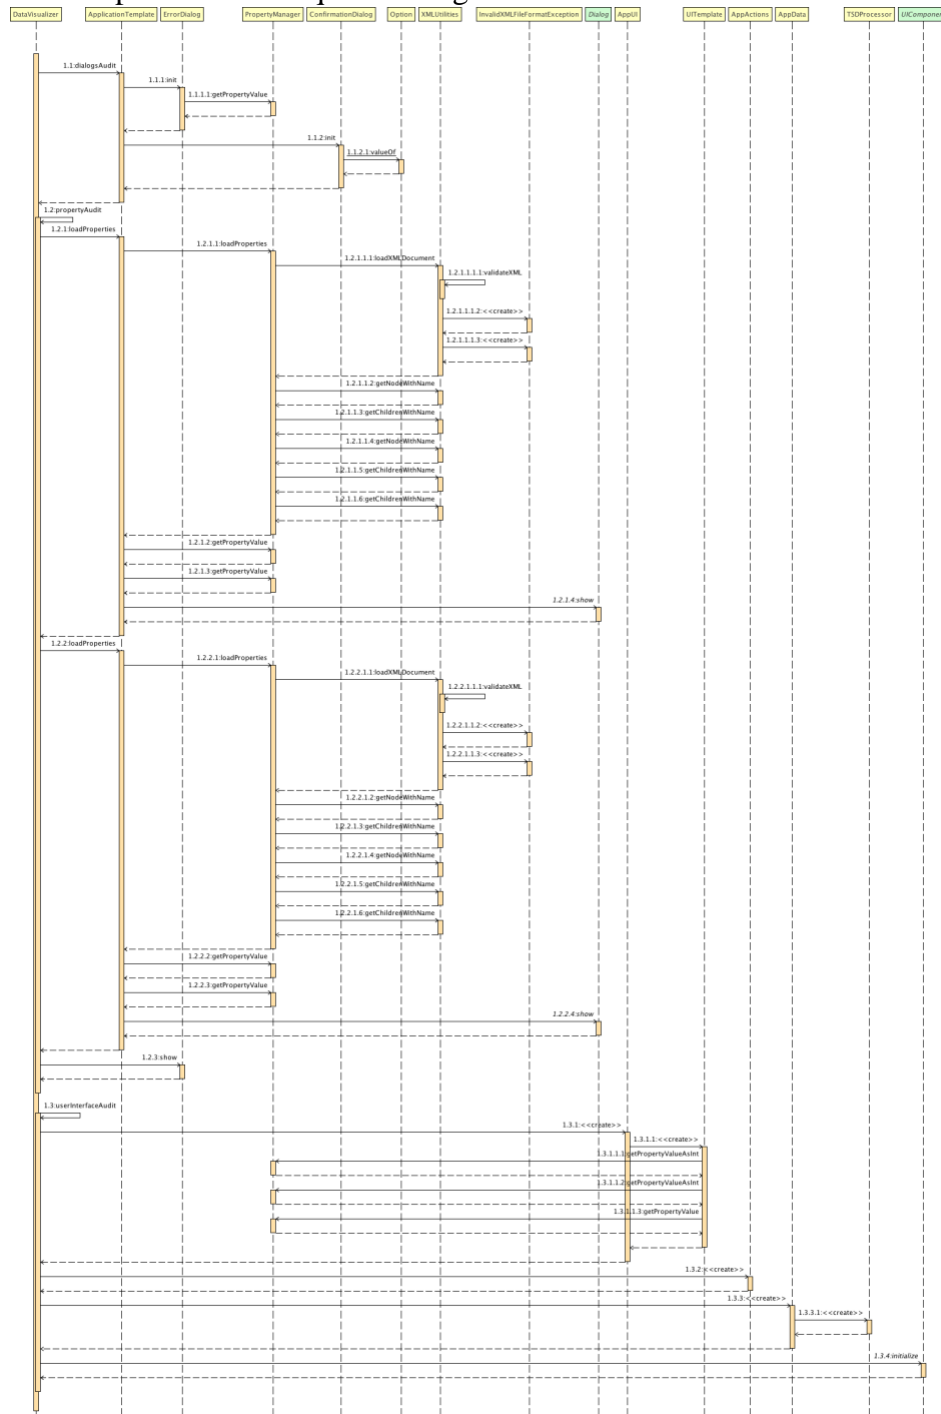 DataVisualizer
ApplicationTemplate
ErrorDialog
PropertyManager
ConfirmationDialog
Option
XMLUtilities
InvalidXMLFileFormatException
Dialog
AppUI
UITemplate
AppActions
AppData
TSDProcessor
1.1:dialogsAudit
1.1.1:init
1.1.1.1:getPropertyValue
1.1.2:init
1.1.2.1:valueOf
1.2:propertyAudit
1.2.1:loadProperties
1.2.1.1:loadProperties
1.2.1.1.1:loadXMLDocument
1.2.1.1.1.1:validateXML
1.2.1.1.1.2:<<create>>
1.2.1.1.1.3:<<create>>
1.2.1.1.2:getNodeWithName
1.2.1.1.3:getChildrenWithName
1.2.1.1.4:getNodeWithName
1.2.1.1.5:getChildrenWithName
1.2.1.1.6:getChildrenWithName
1.2.1.2:getPropertyValue
1.2.1.3:getPropertyValue
1.2.1.4:show
1.2.2:loadProperties
1.2.2.1:loadProperties
1.2.2.1.1:loadXMLDocument
1.2.2.1.1.1:validateXML
1.2.2.1.1.2:<<create>>
1.2.2.1.1.3:<<create>>
1.2.2.1.2:getNodeWithName
1.2.2.1.3:getChildrenWithName
1.2.2.1.4:getNodeWithName
1.2.2.1.5:getChildrenWithName
1.2.2.1.6:getChildrenWithName
1.2.2.2:getPropertyValue
1.2.2.3:getPropertyValue
1.2.2.4:show
1.2.3:show
1.3:userInterfaceAudit
1.3.1:<<create>>
1.3.1.1:<<create>>
1.3.1.1.1:getPropertyValueAsInt
1.3.1.1.2:getPropertyValueAsInt
1.3.1.1.3:getPropertyValue
1.3.2:<<create>>
1.3.3:<<create>>
1.3.3.1:<<create>>
1.3.4:initialize